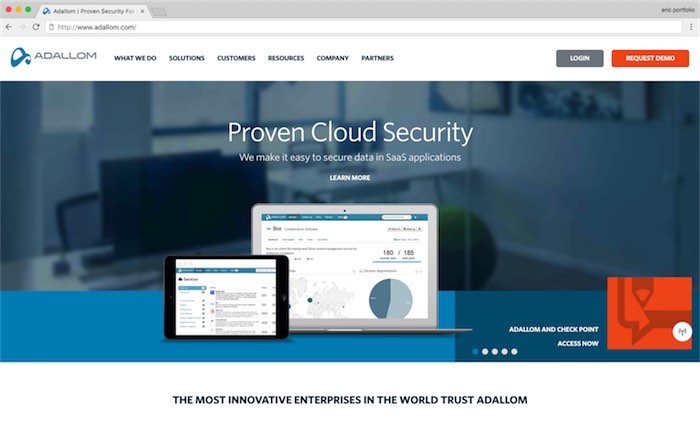 Adallom | Proven Security For
eric.portfolio
http://www.adallom.com/
ADALLOM
WHAT WE DO
SOLUTIONS
CUSTOMERS
RESOURCES
COMPANY
PARTNERS
LOGIN
REQUEST DEMO
Proven Cloud Security
We make it easy to secure data in SaaS applications
LEARN MORE
ADALLOM
Box
180 / 185
Services
ADALLOM AND CHECK POINT
ACCESS NOW
THE MOST INNOVATIVE ENTERPRISES IN THE WORLD TRUST ADALLOM